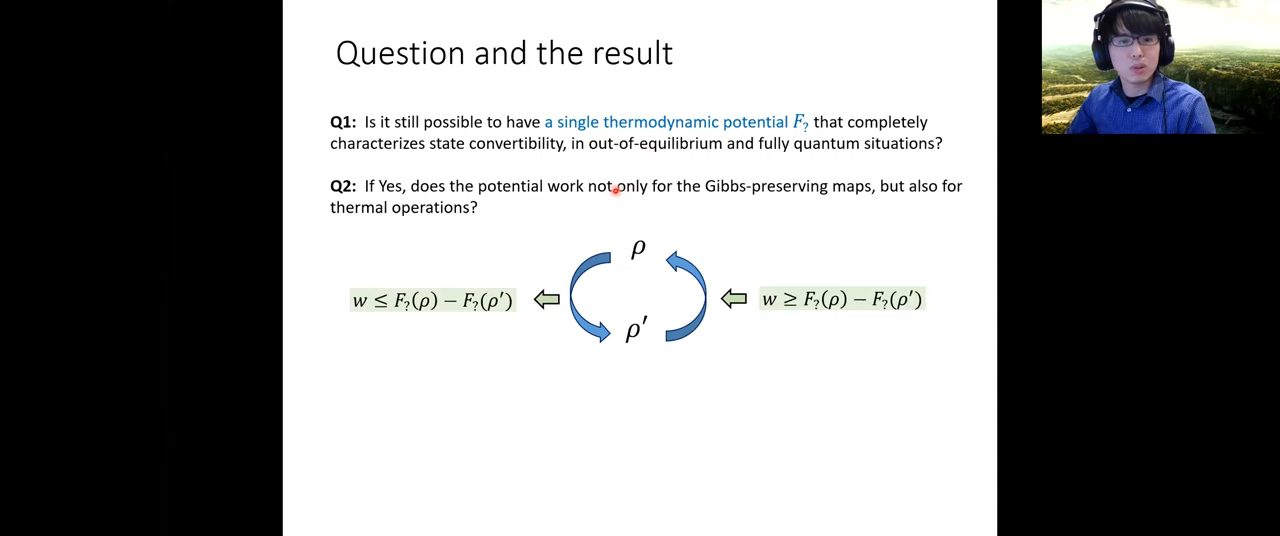 Question and the result
Q1: Is it still possible to have a single thermodynamic potential F? that completely
characterizes state convertibility, in out-of-equilibrium and fully quantum situations?
Q2: If Yes, does the potential work not only for the Gibbs-preserving maps, but also for
thermal operations?
ρ
w ≤ F?(ρ) − F?(ρ′)
w ≥ F?(ρ) − F?(ρ′)
ρ′